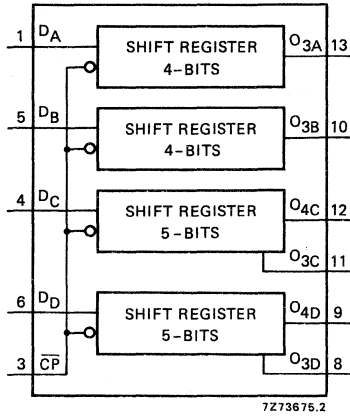 1 DA SHIFT REGISTER 4-BITS O3A 13
5 DB SHIFT REGISTER 4-BITS O3B 10
4 DC SHIFT REGISTER 5-BITS O4C 12
O3C 11
6 DD SHIFT REGISTER 5-BITS O4D 9
3 CP O3D 8
7Z73675.2